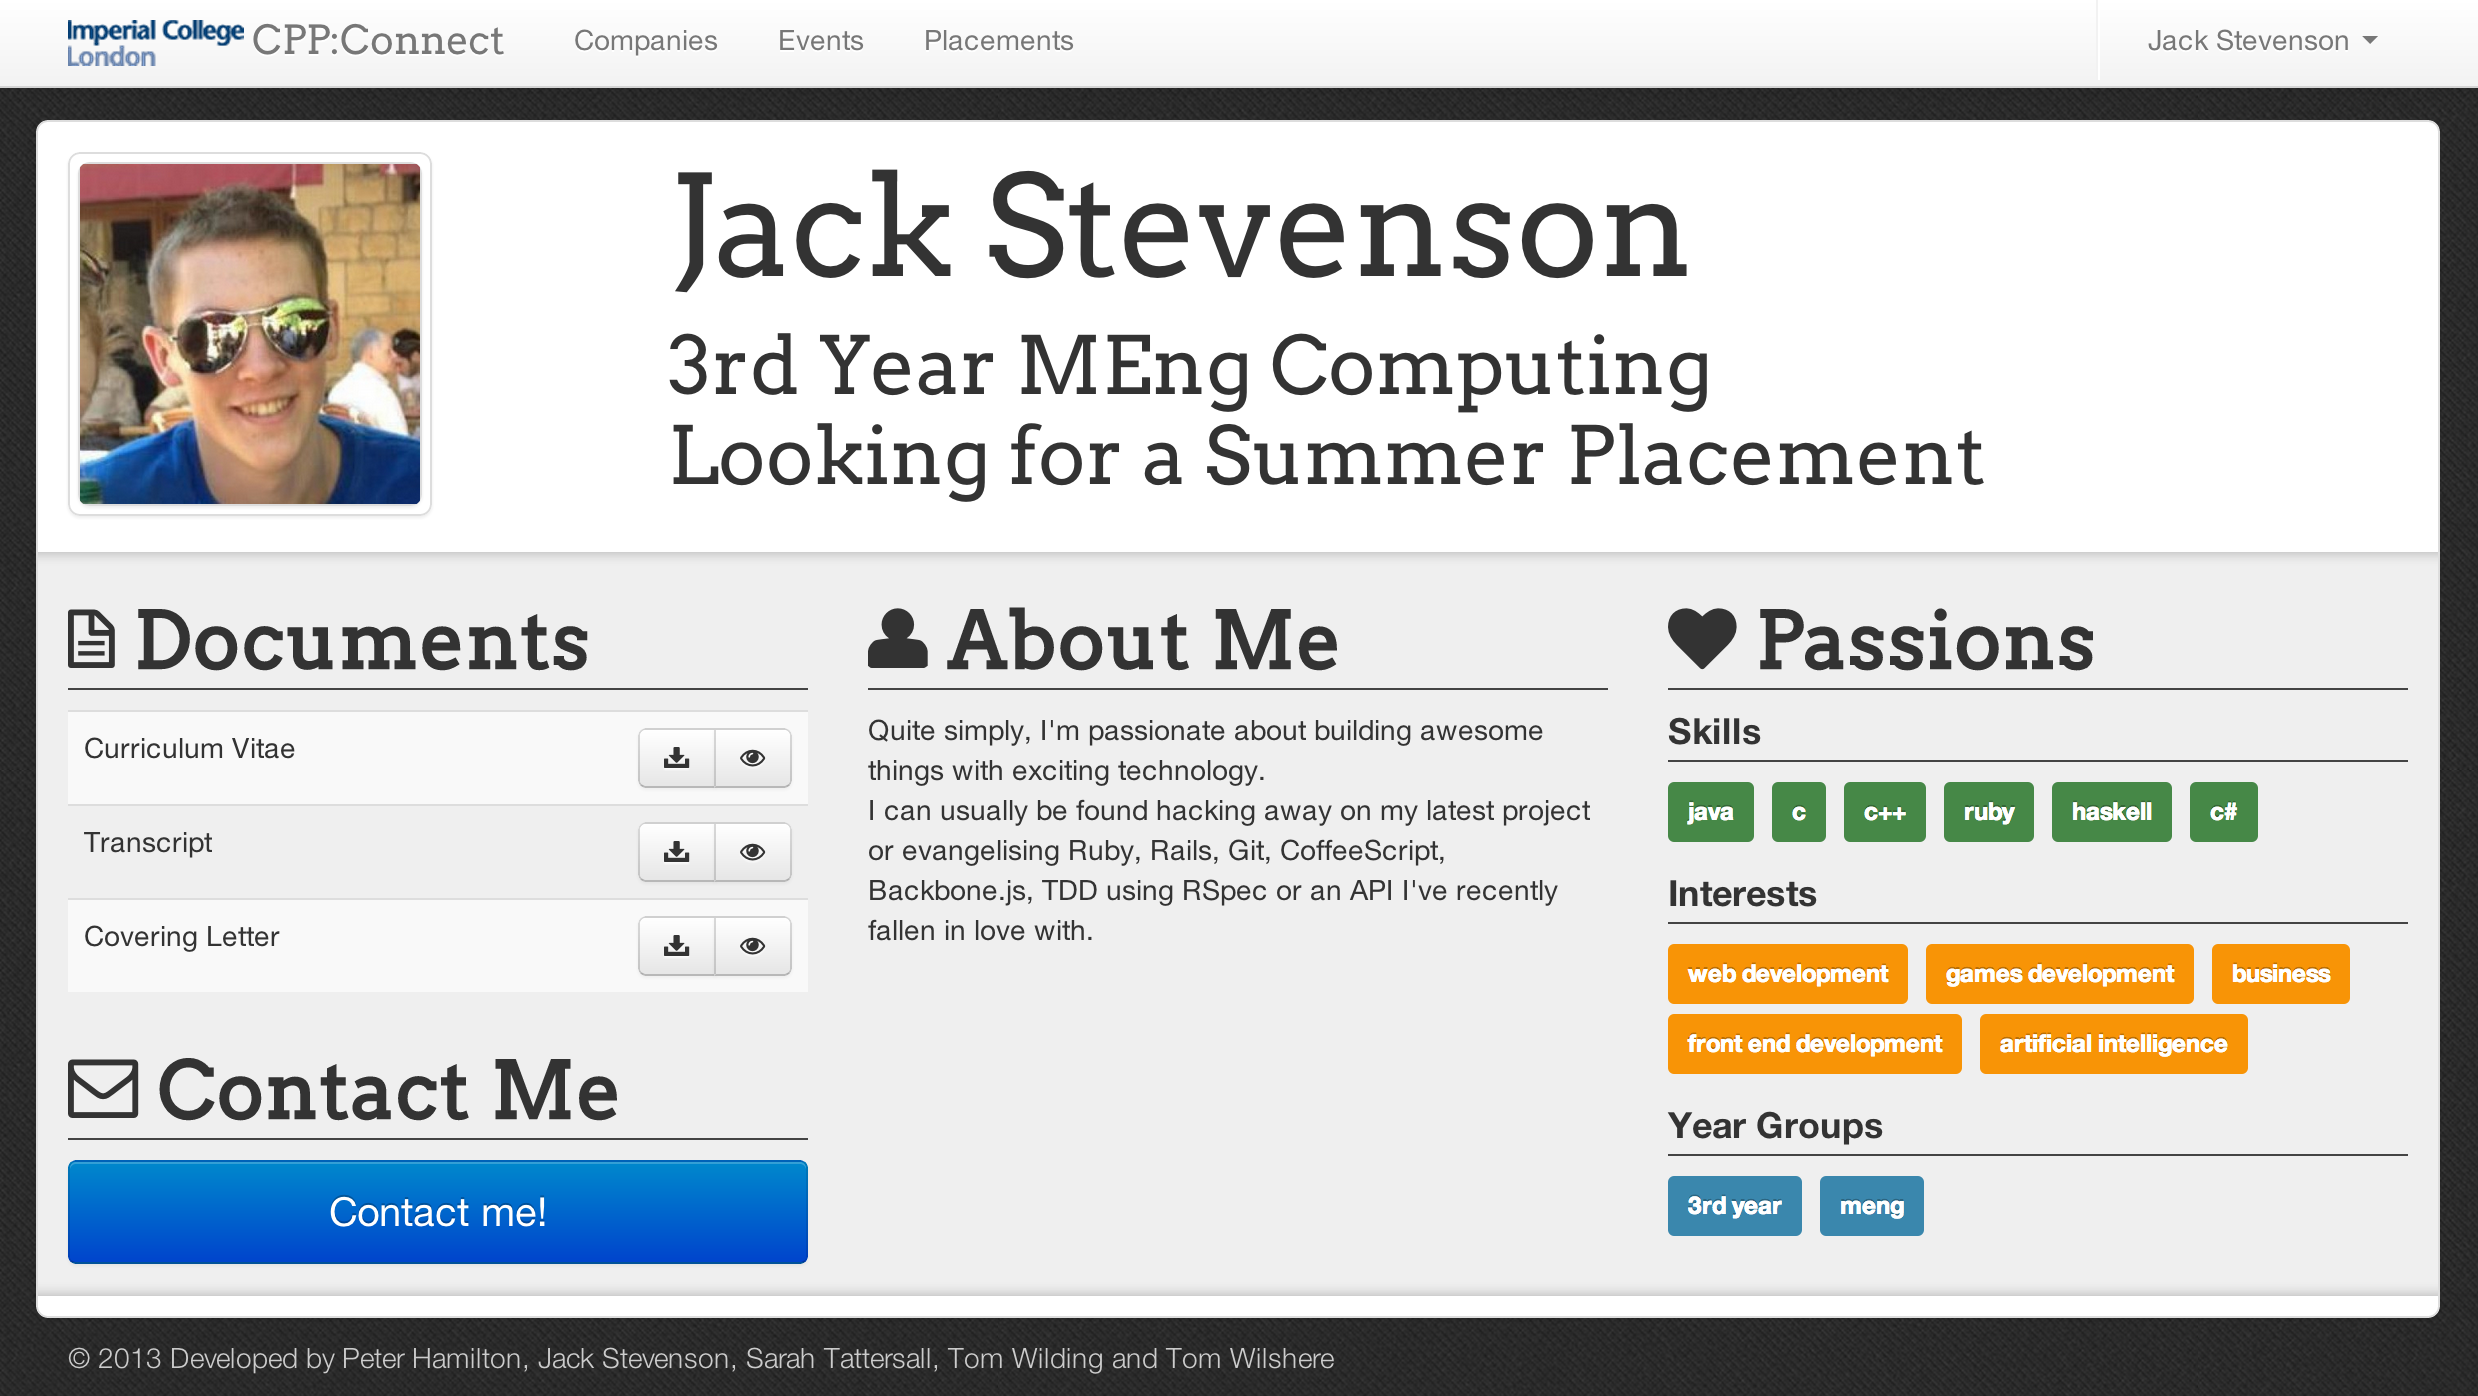 Imperial College
London
CPP:Connect
Companies
Events
Placements
Jack Stevenson
Jack Stevenson
3rd Year MEng Computing
Looking for a Summer Placement
Documents
Curriculum Vitae
Transcript
Covering Letter
Contact Me
Contact me!
About Me
Quite simply, I'm passionate about building awesome
things with exciting technology.
I can usually be found hacking away on my latest project
or evangelising Ruby, Rails, Git, CoffeeScript,
Backbone.js, TDD using RSpec or an API I've recently
fallen in love with.
Passions
Skills
java c c++ ruby haskell c#
Interests
web development games development business
front end development artificial intelligence
Year Groups
3rd year meng
© 2013 Developed by Peter Hamilton, Jack Stevenson, Sarah Tattersall, Tom Wilding and Tom Wilshere